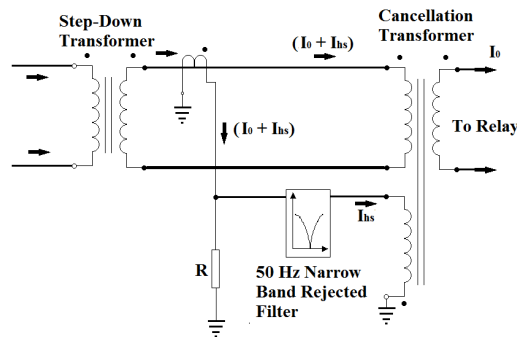 Step-Down
Transformer
Cancellation
Transformer
(I0 + Ihs)
I0
(I0 + Ihs)
To Relay
Ihs
R
50 Hz Narrow
Band Rejected
Filter